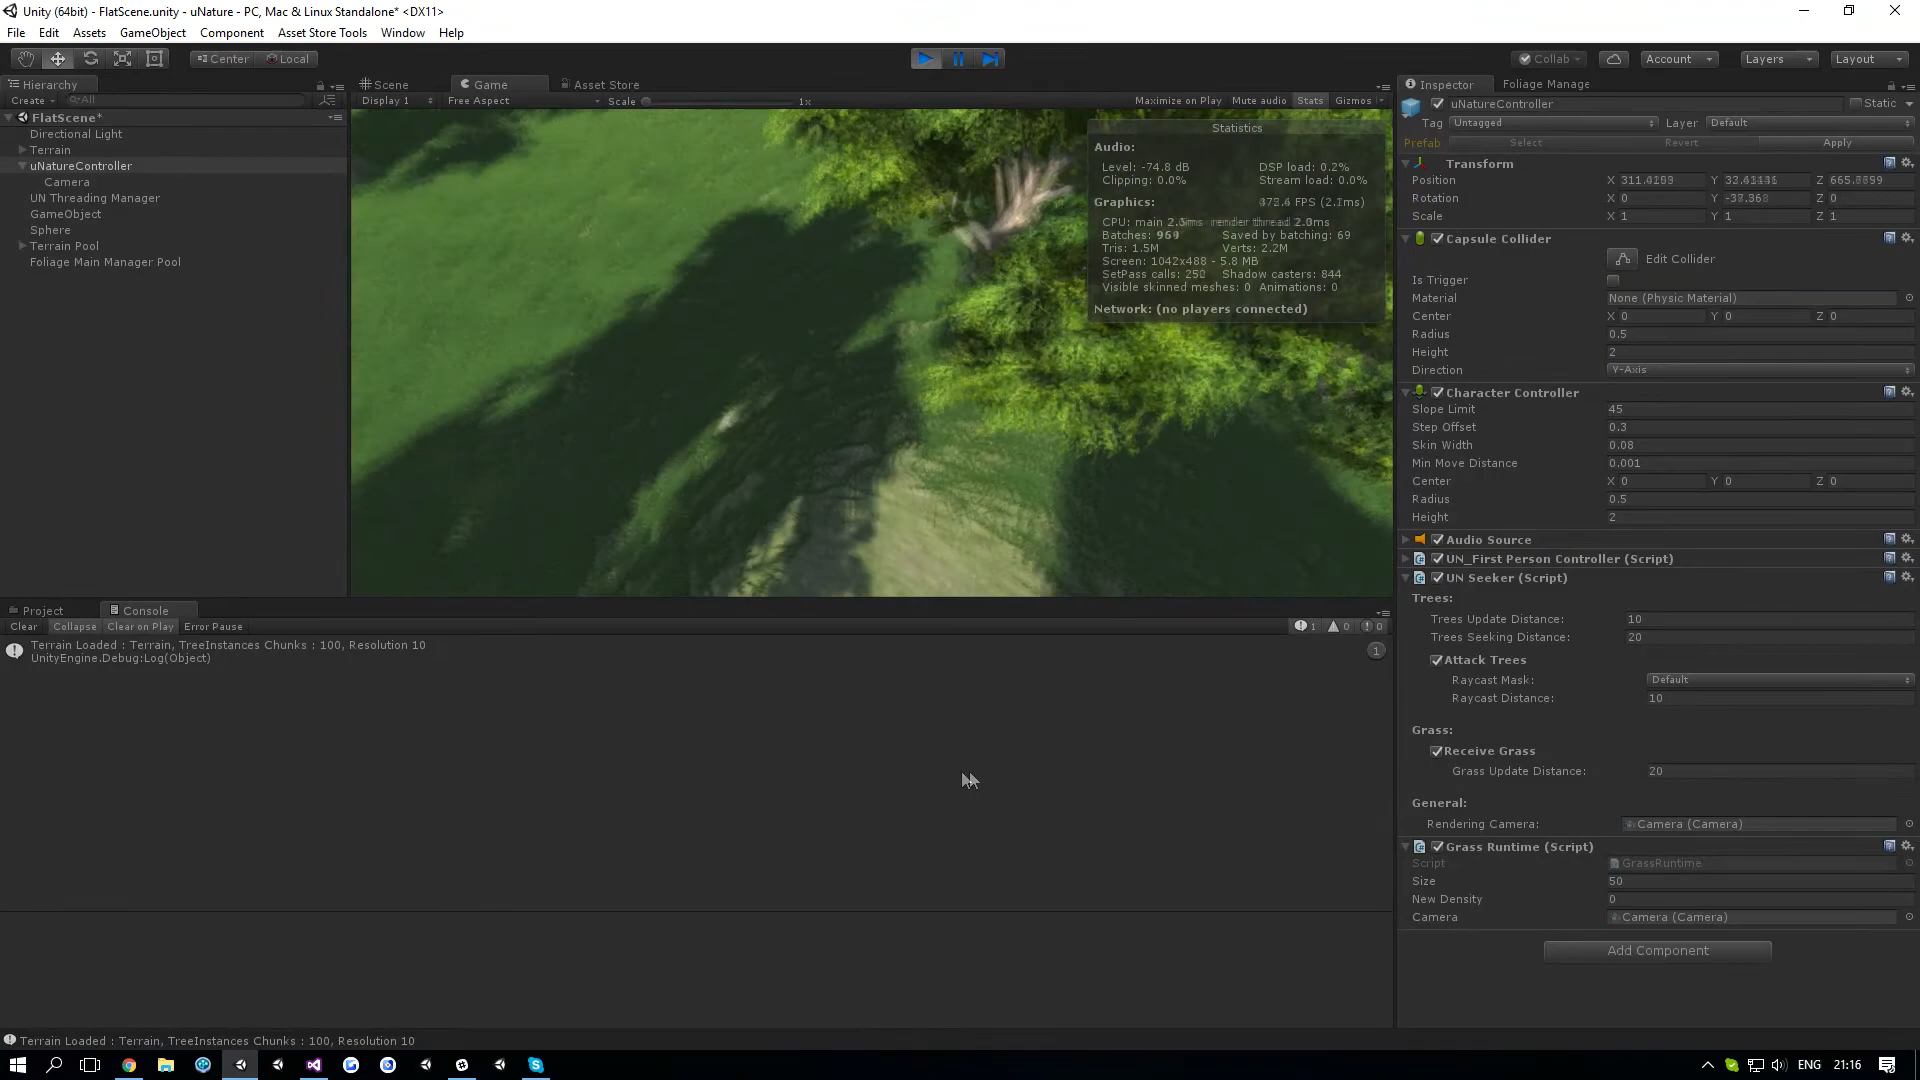 Unity (64bit) - FlatScene.unity - uNature - PC, Mac & Linux Standalone* <DX11>
File Edit Assets GameObject Component Asset Store Tools Window Help
Center Local Collab Account Layers Layout
Hierarchy Scene Game Asset Store Inspector Foliage Manage
Create All Display 1 Free Aspect Scale 1x Maximize on Play Mute audio Stats Gizmos
uNatureController Static
FlatScene*
Tag Untagged Layer Default
Directional Light
Statistics
Prefab Select Revert Apply
Terrain
Audio:
uNatureController
Transform
Level: -74.8 dB DSP load: 0.2%
Camera
Clipping: 0.0% Stream load: 0.0%
Position X Y Z
UN Threading Manager
Graphics: FPS
Rotation X 0 Y Z 0
GameObject
Scale X 1 Y 1 Z 1
CPU: main render thread
Sphere
Batches: Saved by batching: 69
Capsule Collider
Terrain Pool
Tris: 1.5M Verts: 2.2M
Edit Collider
Foliage Main Manager Pool
Screen: 1042x488 - 5.8 MB
SetPass calls: Shadow casters: 844
Is Trigger
Visible skinned meshes: 0 Animations: 0
Material None (Physic Material)
Network: (no players connected)
Center X 0 Y 0 Z 0
Radius 0.5
Height 2
Direction Y-Axis
Character Controller
Slope Limit 45
Step Offset 0.3
Skin Width 0.08
Min Move Distance 0.001
Center X 0 Y 0 Z 0
Radius 0.5
Height 2
Audio Source
UN_First Person Controller (Script)
UN Seeker (Script)
Trees:
Trees Update Distance: 10
Trees Seeking Distance: 20
Attack Trees
Raycast Mask: Default
Raycast Distance: 10
Grass:
Receive Grass
Grass Update Distance: 20
General:
Rendering Camera: Camera (Camera)
Grass Runtime (Script)
Script GrassRuntime
Size 50
New Density 0
Camera Camera (Camera)
Add Component
Project Console
Clear Collapse Clear on Play Error Pause 1 0 0
Terrain Loaded : Terrain, TreeInstances Chunks : 100, Resolution 10
UnityEngine.Debug:Log(Object)
1
Terrain Loaded : Terrain, TreeInstances Chunks : 100, Resolution 10
ENG 21:16